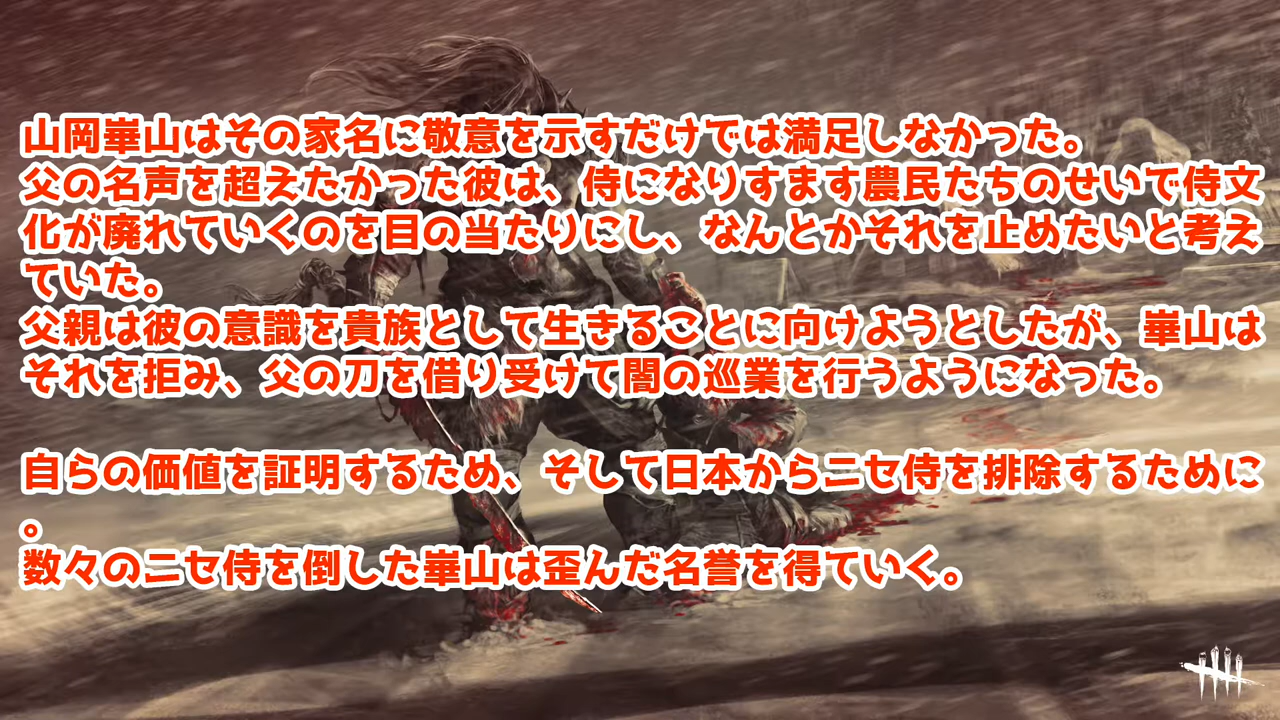 山岡崋山はその家名に敬意を示すだけでは満足しなかった。
父の名声を超えたかった彼は、侍になりすます農民たちのせいで侍文
化が廃れていくのを目の当たりにし、なんとかそれを止めたいと考え
ていた。
父親は彼の意識を貴族として生きることに向けようとしたが、崋山は
それを拒み、父の刀を借り受けて闇の巡業を行うようになった。
自らの価値を証明するため、そして日本からニセ侍を排除するために
。
数々のニセ侍を倒した崋山は歪んだ名誉を得ていく。